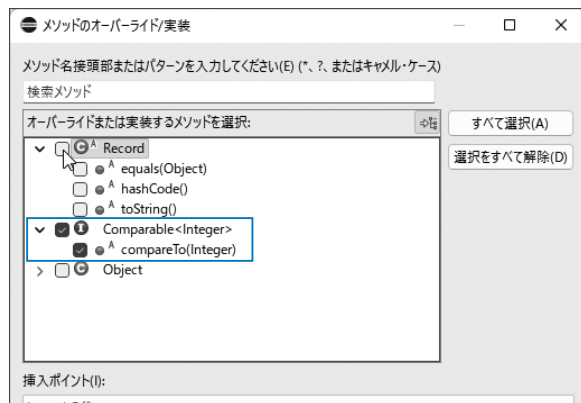 メソッドのオーバーライド/実装
メソッド名接頭部またはパターンを入力してください(E) (*、?、またはキャメル・ケース)
検索メソッド
オーバーライドまたは実装するメソッドを選択:
すべて選択(A)
選択をすべて解除(D)
Record
equals(Object)
hashCode()
toString()
Comparable<Integer>
compareTo(Integer)
Object
挿入ポイント(I):